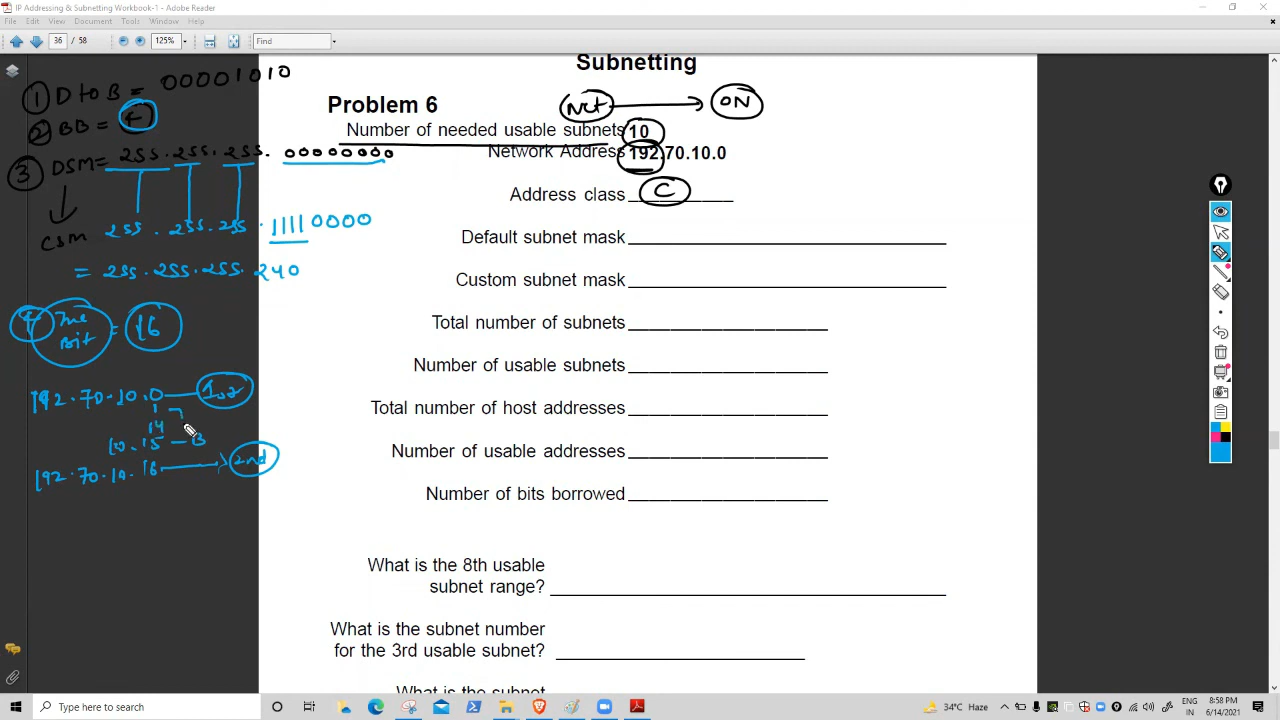 IP Addressing & Subnetting Workbook-1 - Adobe Reader
File Edit View Document Tools Window Help
36 / 58 125% Find
Subnetting
Problem 6
Net ON
Number of needed usable subnets 10
Network Address 192.70.10.0
Address class C
Default subnet mask
Custom subnet mask
Total number of subnets
Number of usable subnets
Total number of host addresses
Number of usable addresses
Number of bits borrowed
What is the 8th usable
subnet range?
What is the subnet number
for the 3rd usable subnet?
What is the subnet
1 D to B = 00001010
2 BB = 4
3 DSM = 255.255.255.00000000
CSM 255.255.255.11110000
= 255.255.255.240
Bit = 16
192.70.10.0 1st
1
14
10.15 - B
192.70.10.16 2nd
Type here to search
34°C Haze
ENG
IN
8:58 PM
6/14/2021